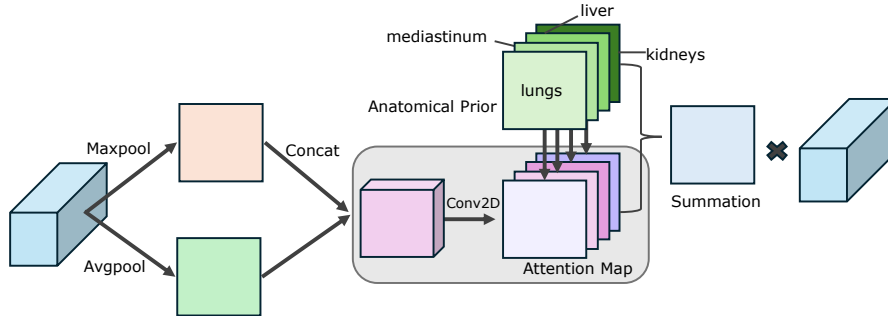 liver
mediastinum
kidneys
lungs
Anatomical Prior
Maxpool
Concat
Conv2D
Summation
Avgpool
Attention Map